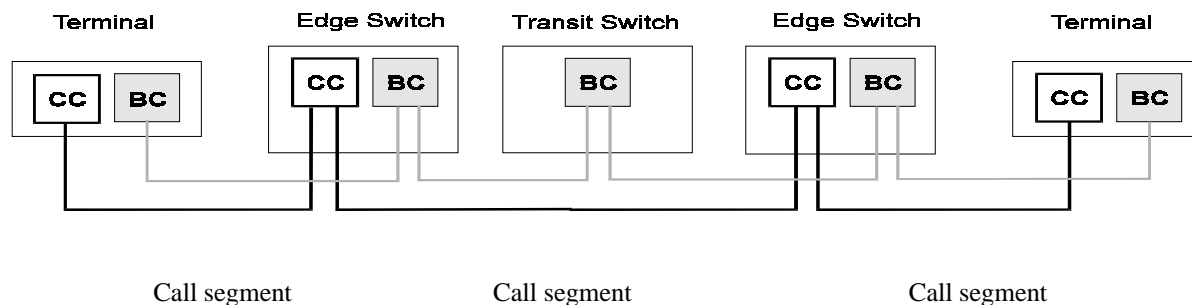 Terminal Edge Switch Transit Switch Edge Switch Terminal
CC BC CC BC BC CC BC CC BC
Call segment Call segment Call segment